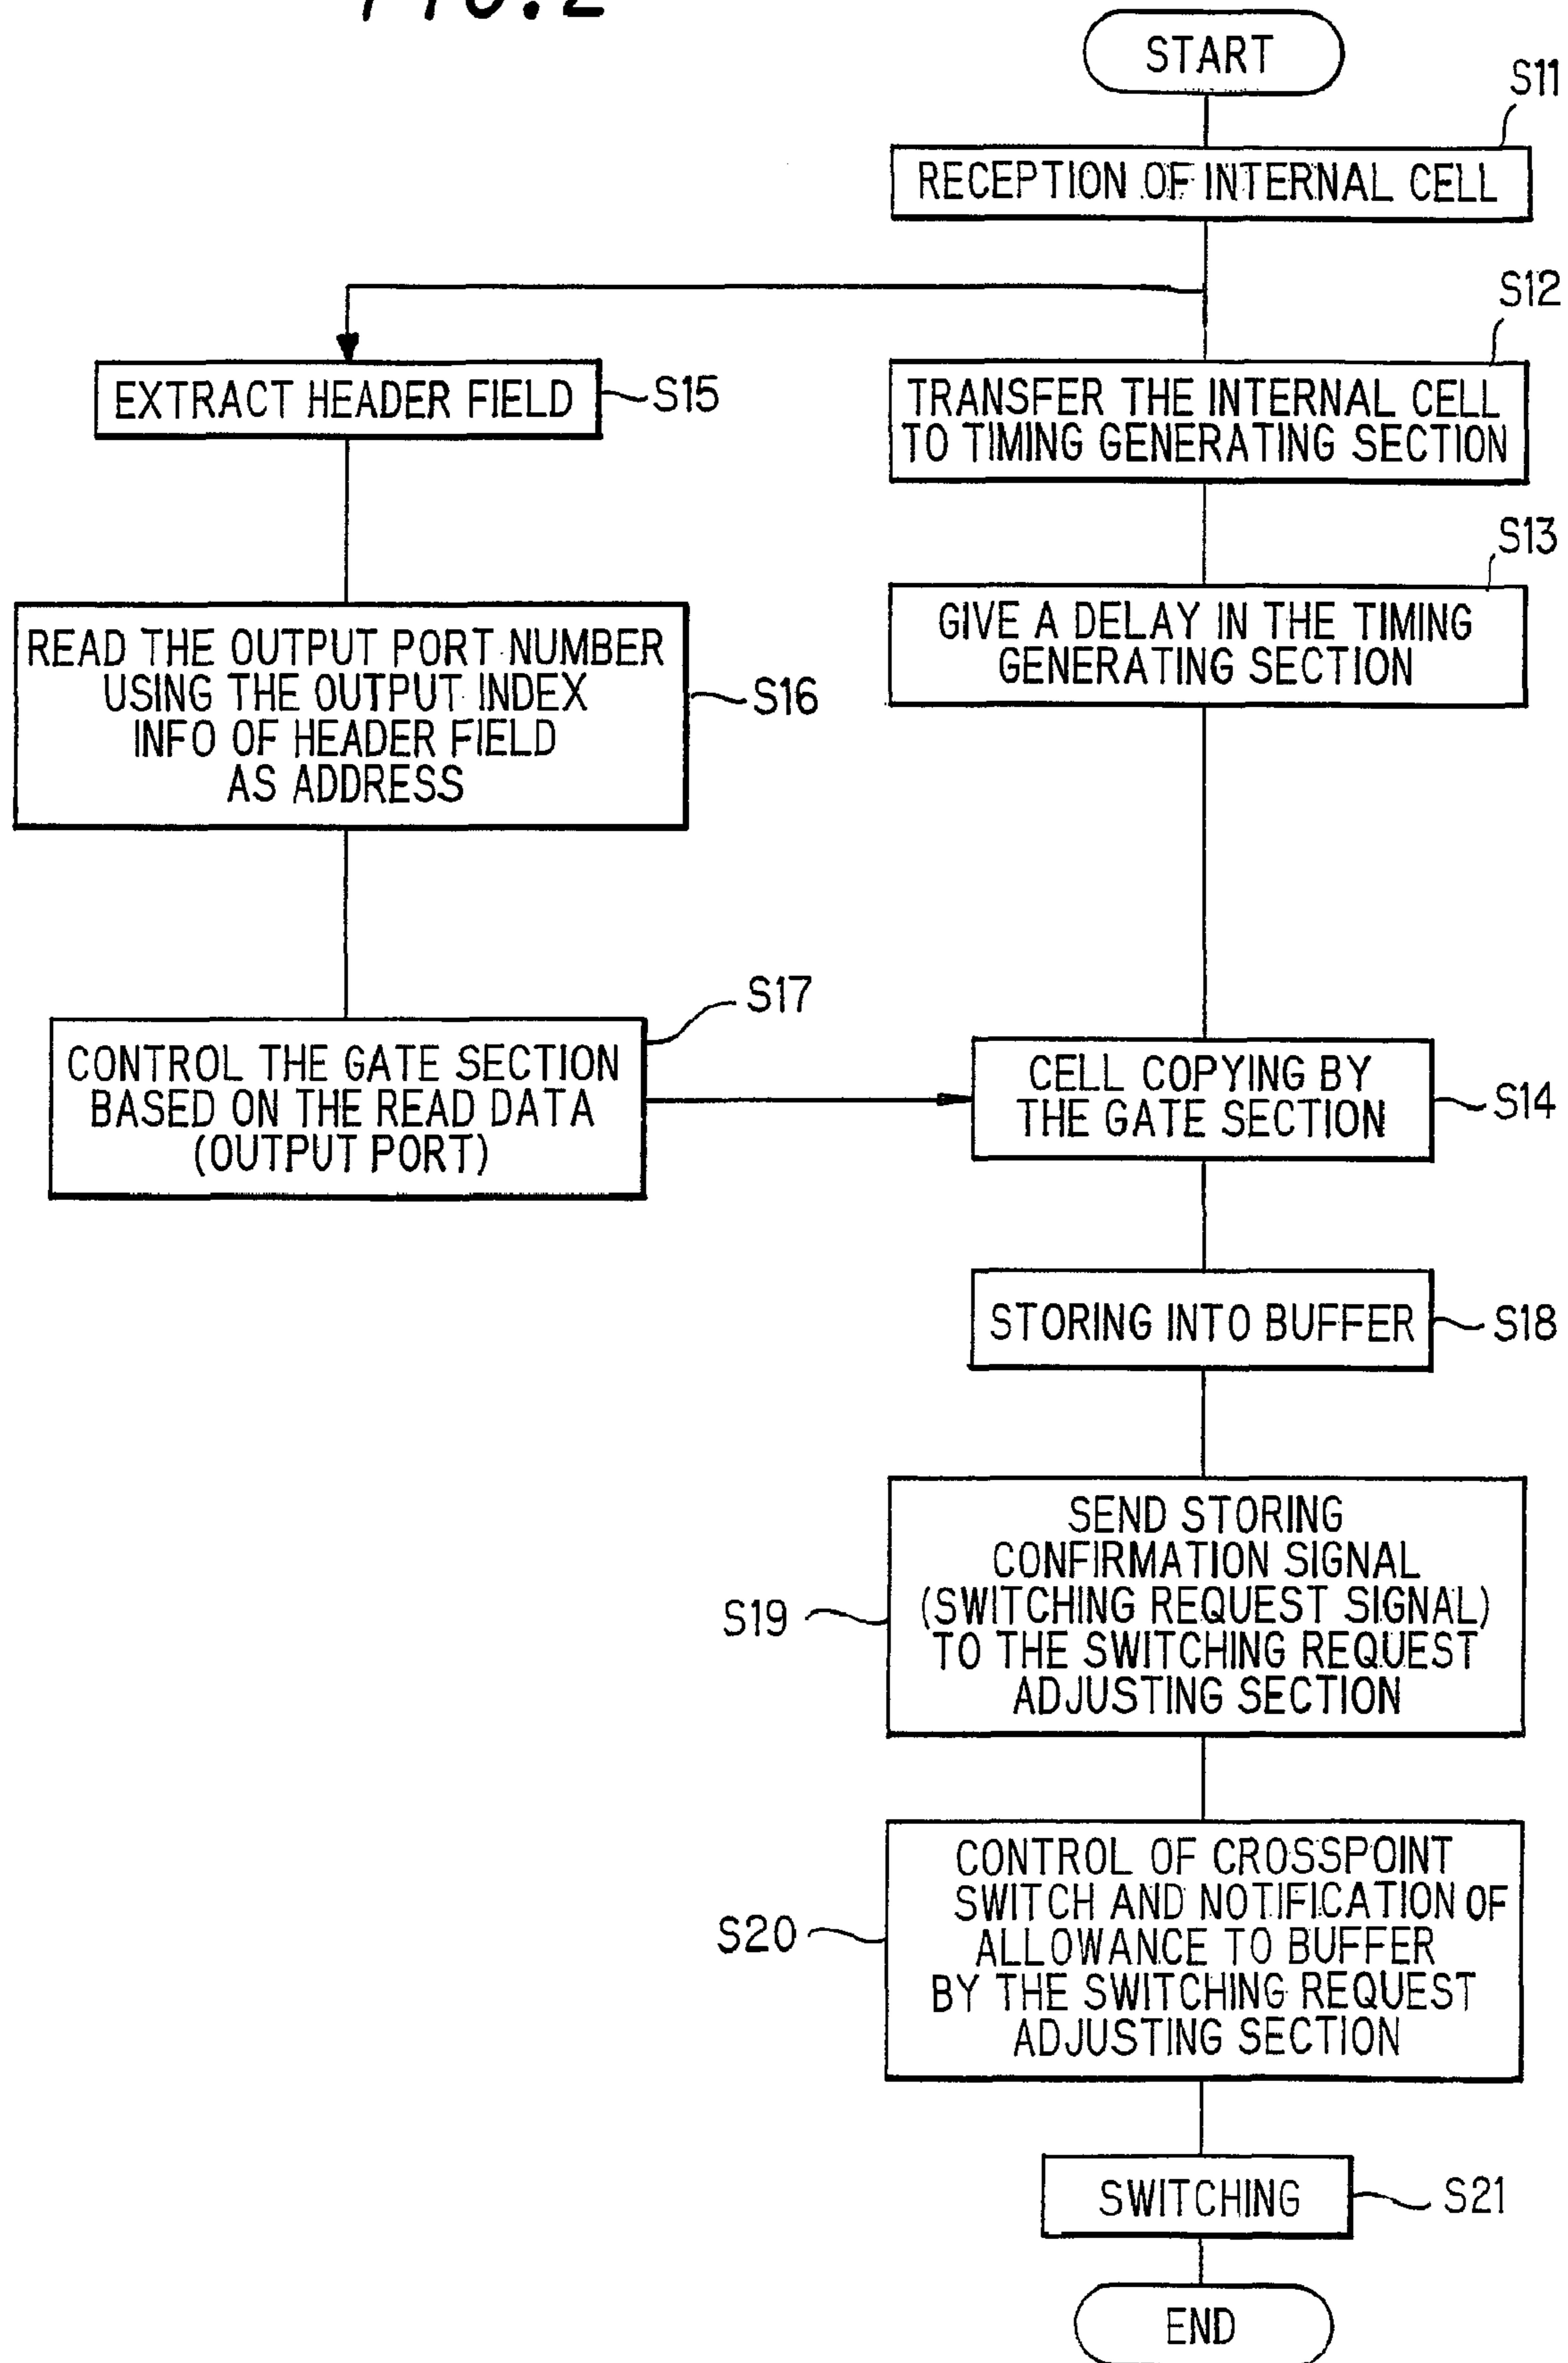 FIG.2
START
S11
RECEPTION OF INTERNAL CELL
S12
EXTRACT HEADER FIELD
S15
TRANSFER THE INTERNAL CELL
TO TIMING GENERATING SECTION
S13
GIVE A DELAY IN THE TIMING
GENERATING SECTION
READ THE OUTPUT PORT NUMBER
USING THE OUTPUT INDEX
INFO OF HEADER FIELD
AS ADDRESS
S16
S17
CONTROL THE GATE SECTION
BASED ON THE READ DATA
(OUTPUT PORT)
CELL COPYING BY
THE GATE SECTION
S14
STORING INTO BUFFER
S18
SEND STORING
CONFIRMATION SIGNAL
(SWITCHING REQUEST SIGNAL)
TO THE SWITCHING REQUEST
ADJUSTING SECTION
S19
CONTROL OF CROSSPOINT
SWITCH AND NOTIFICATION OF
ALLOWANCE TO BUFFER
BY THE SWITCHING REQUEST
ADJUSTING SECTION
S20
SWITCHING
S21
END